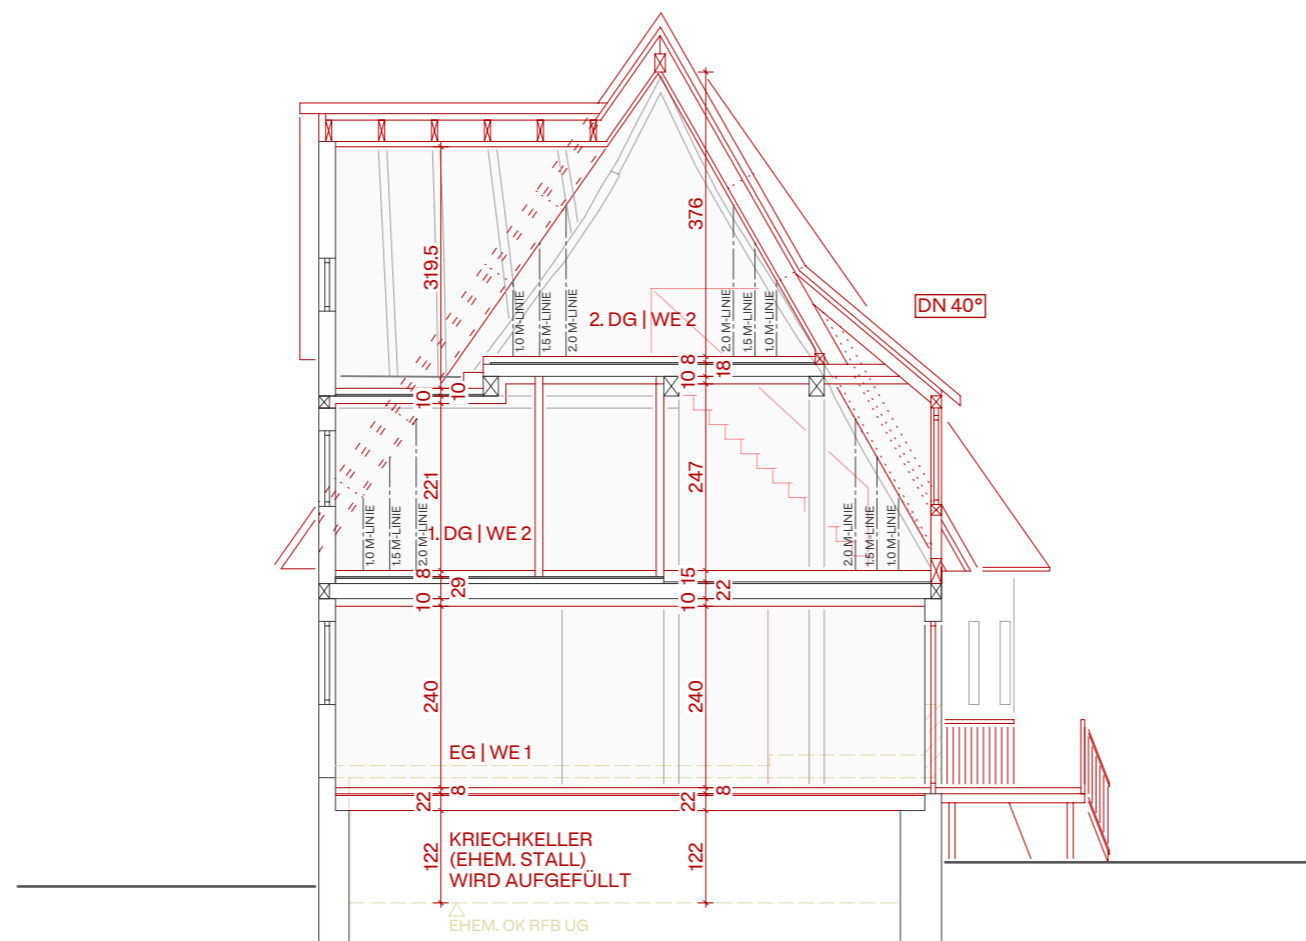 376
319.5
DN 40°
1.0 M-LINIE
1.5 M-LINIE
2.0 M-LINIE
2. DG | WE 2
2.0 M-LINIE
1.5 M-LINIE
1.0 M-LINIE
8
18
10
10
10
221
247
1.0 M-LINIE
1.5 M-LINIE
2.0 M-LINIE
1. DG | WE 2
2.0 M-LINIE
1.5 M-LINIE
1.0 M-LINIE
8
29
10
15
22
10
240
240
EG | WE 1
22
8
22
8
122
KRIECHKELLER
(EHEM. STALL)
WIRD AUFGEFÜLLT
122
EHEM. OK RFB UG